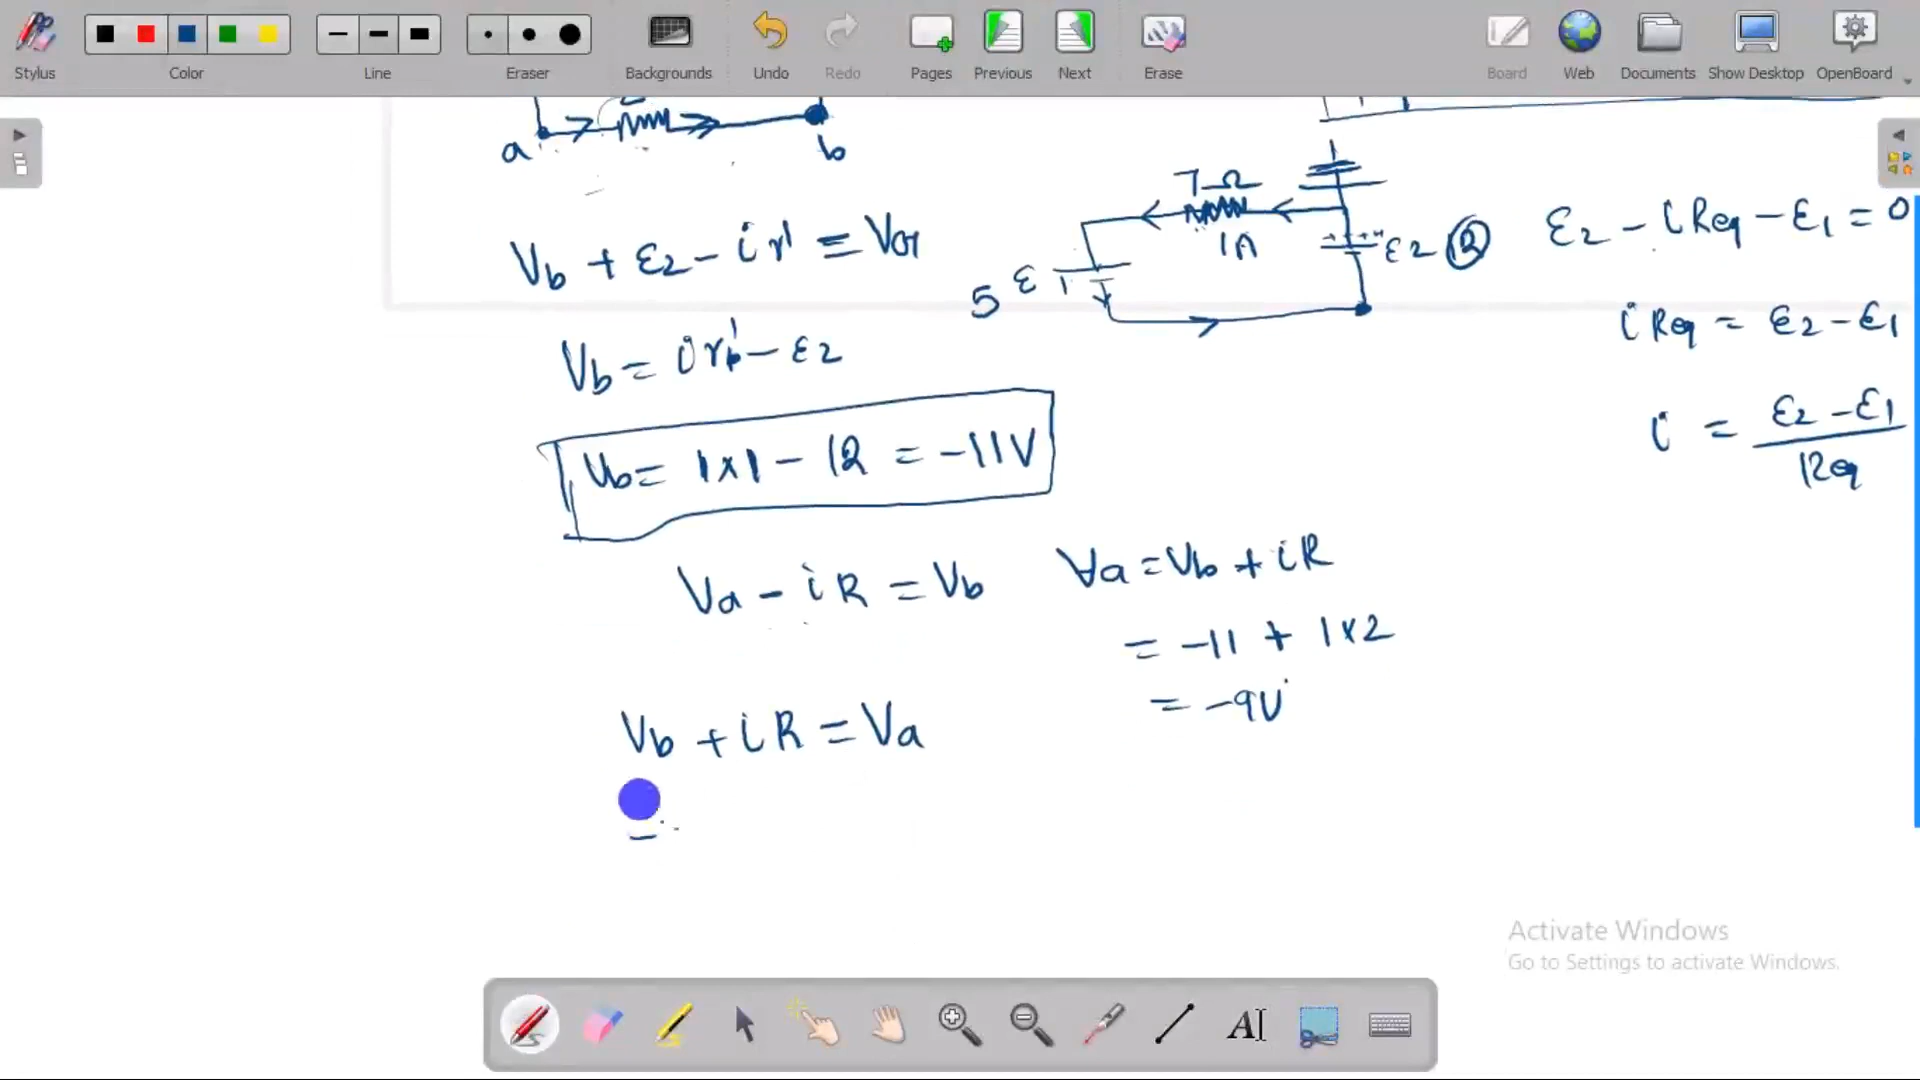 Stylus Color Line Eraser Backgrounds Undo Redo Pages Previous Next Erase Board Web Documents Show Desktop OpenBoard
a b
7Ω
1A
5 ε1
ε2 12
Vb + ε2 - ir' = Va
Vb = ir' - ε2
Vb = 1x1 - 12 = -11V
Va - iR = Vb
Va = Vb + iR
= -11 + 1x2
= -9V
Vb + iR = Va
ε2 - iReq - ε1 = 0
iReq = ε2 - ε1
i = ε2 - ε1
Req
Activate Windows
Go to Settings to activate Windows.